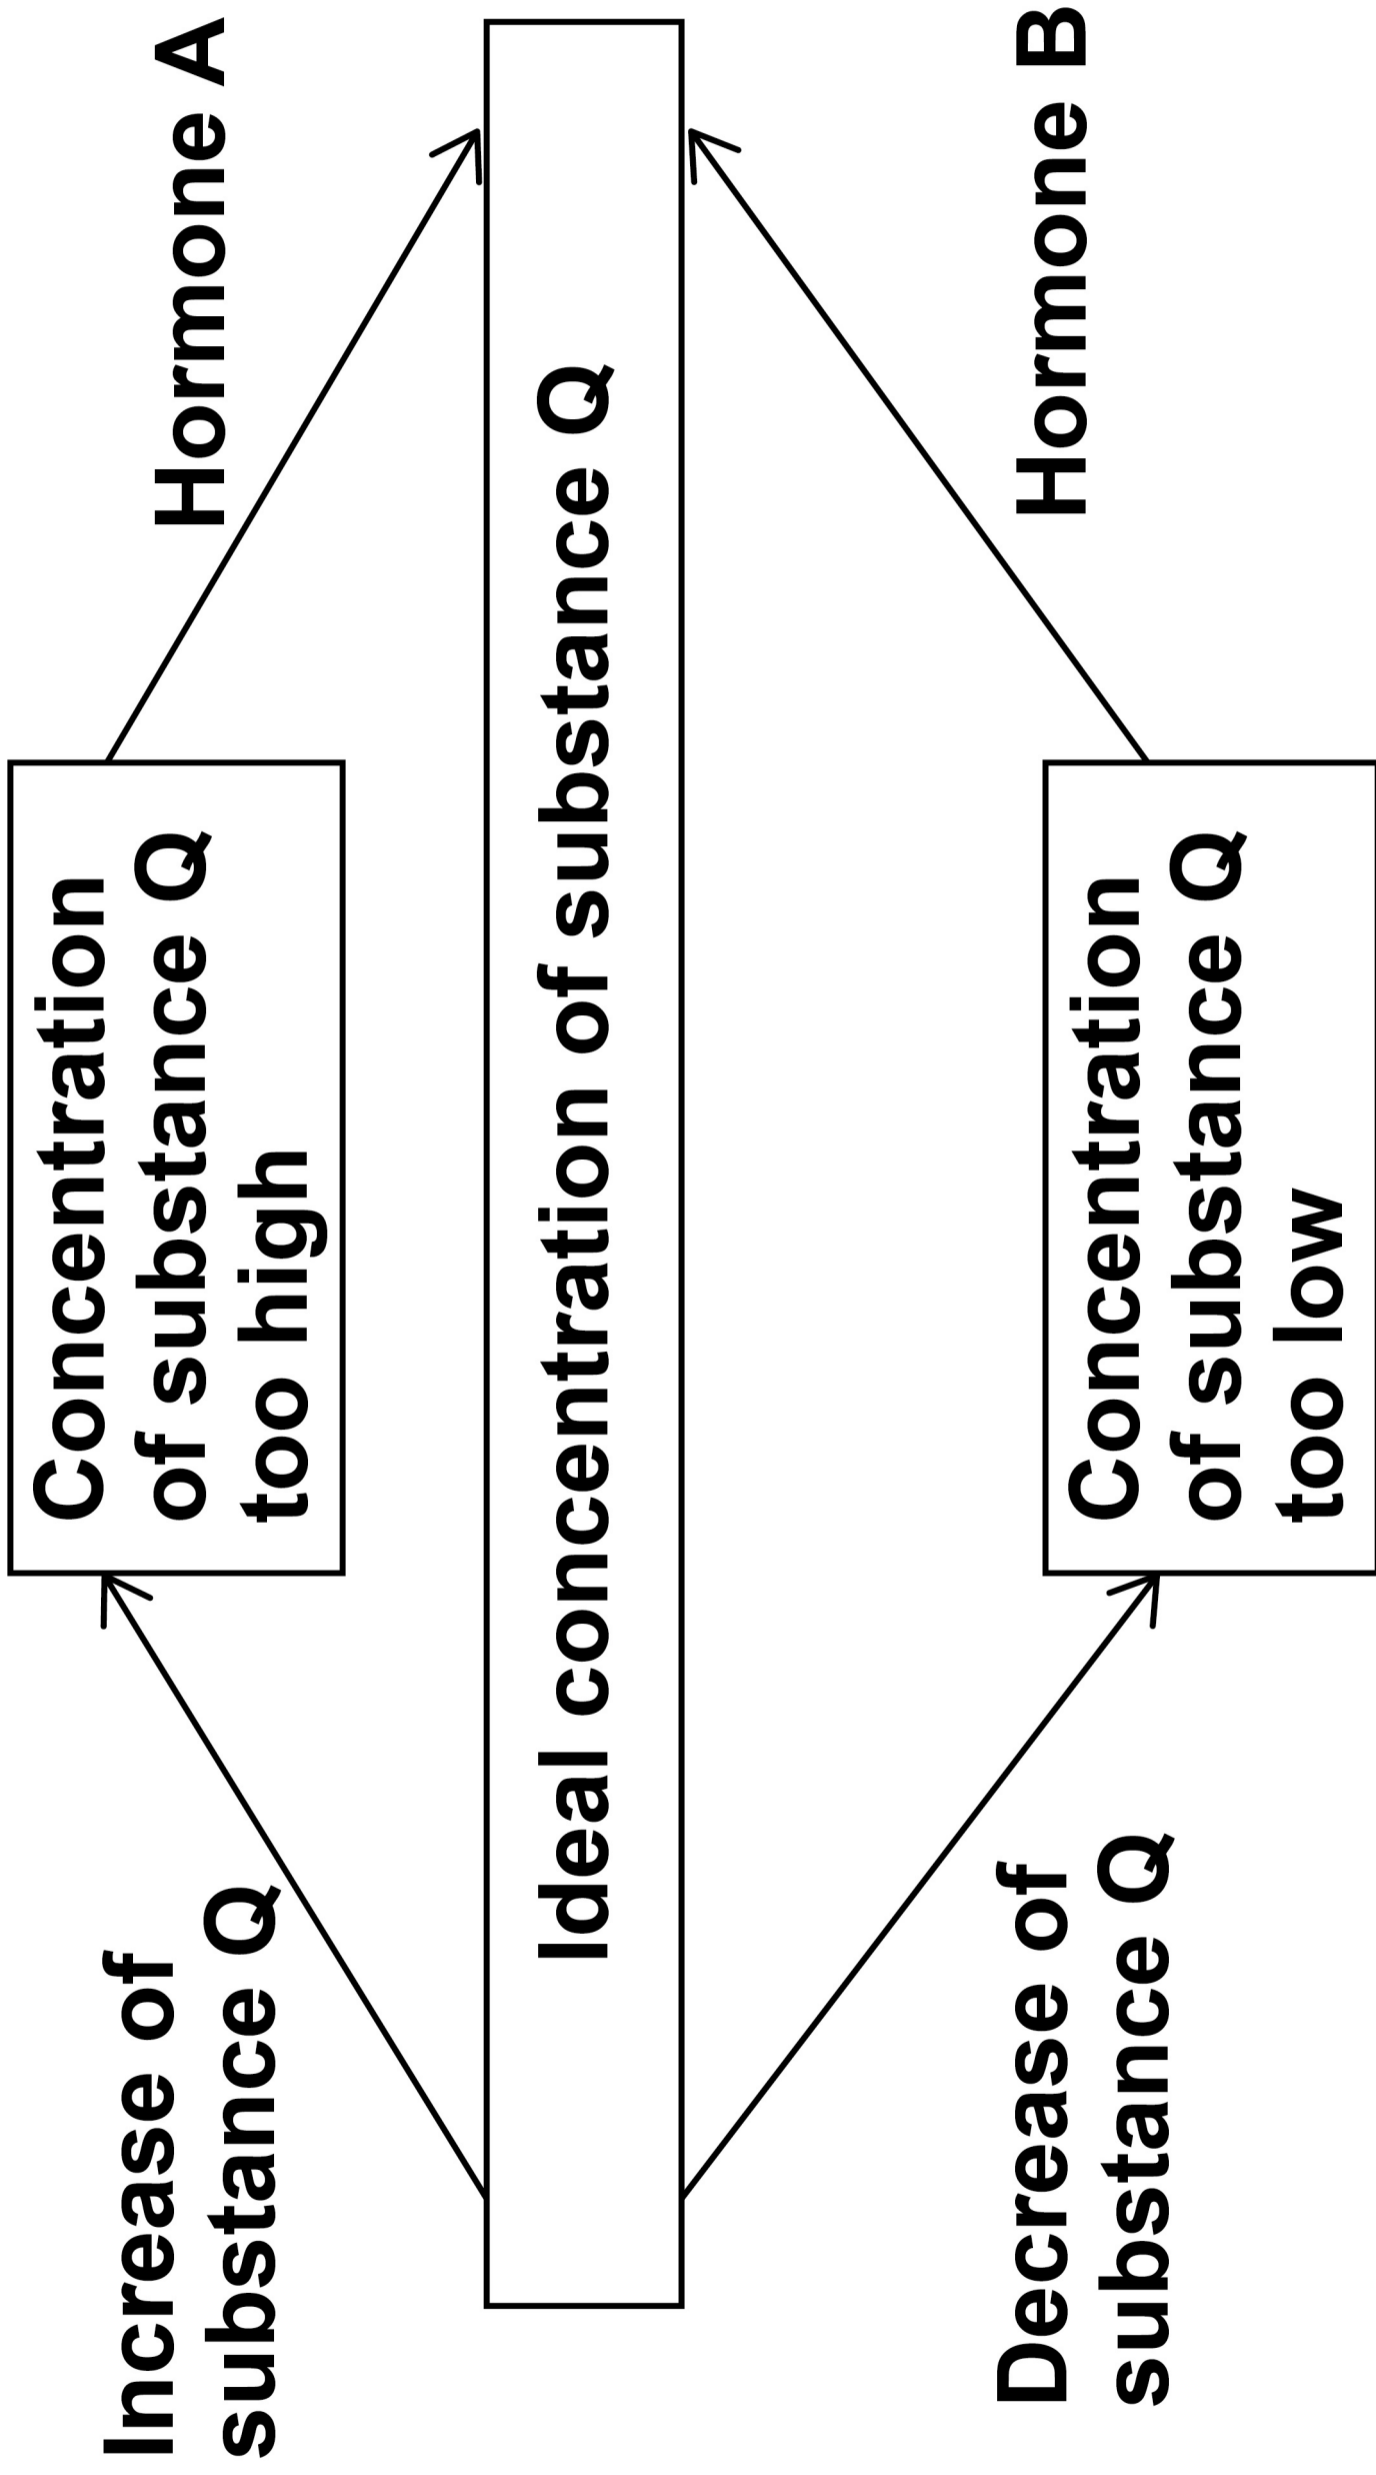 Increase of
substance Q
Concentration
of substance Q
too high
Hormone A
Ideal concentration of substance Q
Decrease of
substance Q
Concentration
of substance Q
too low
Hormone B